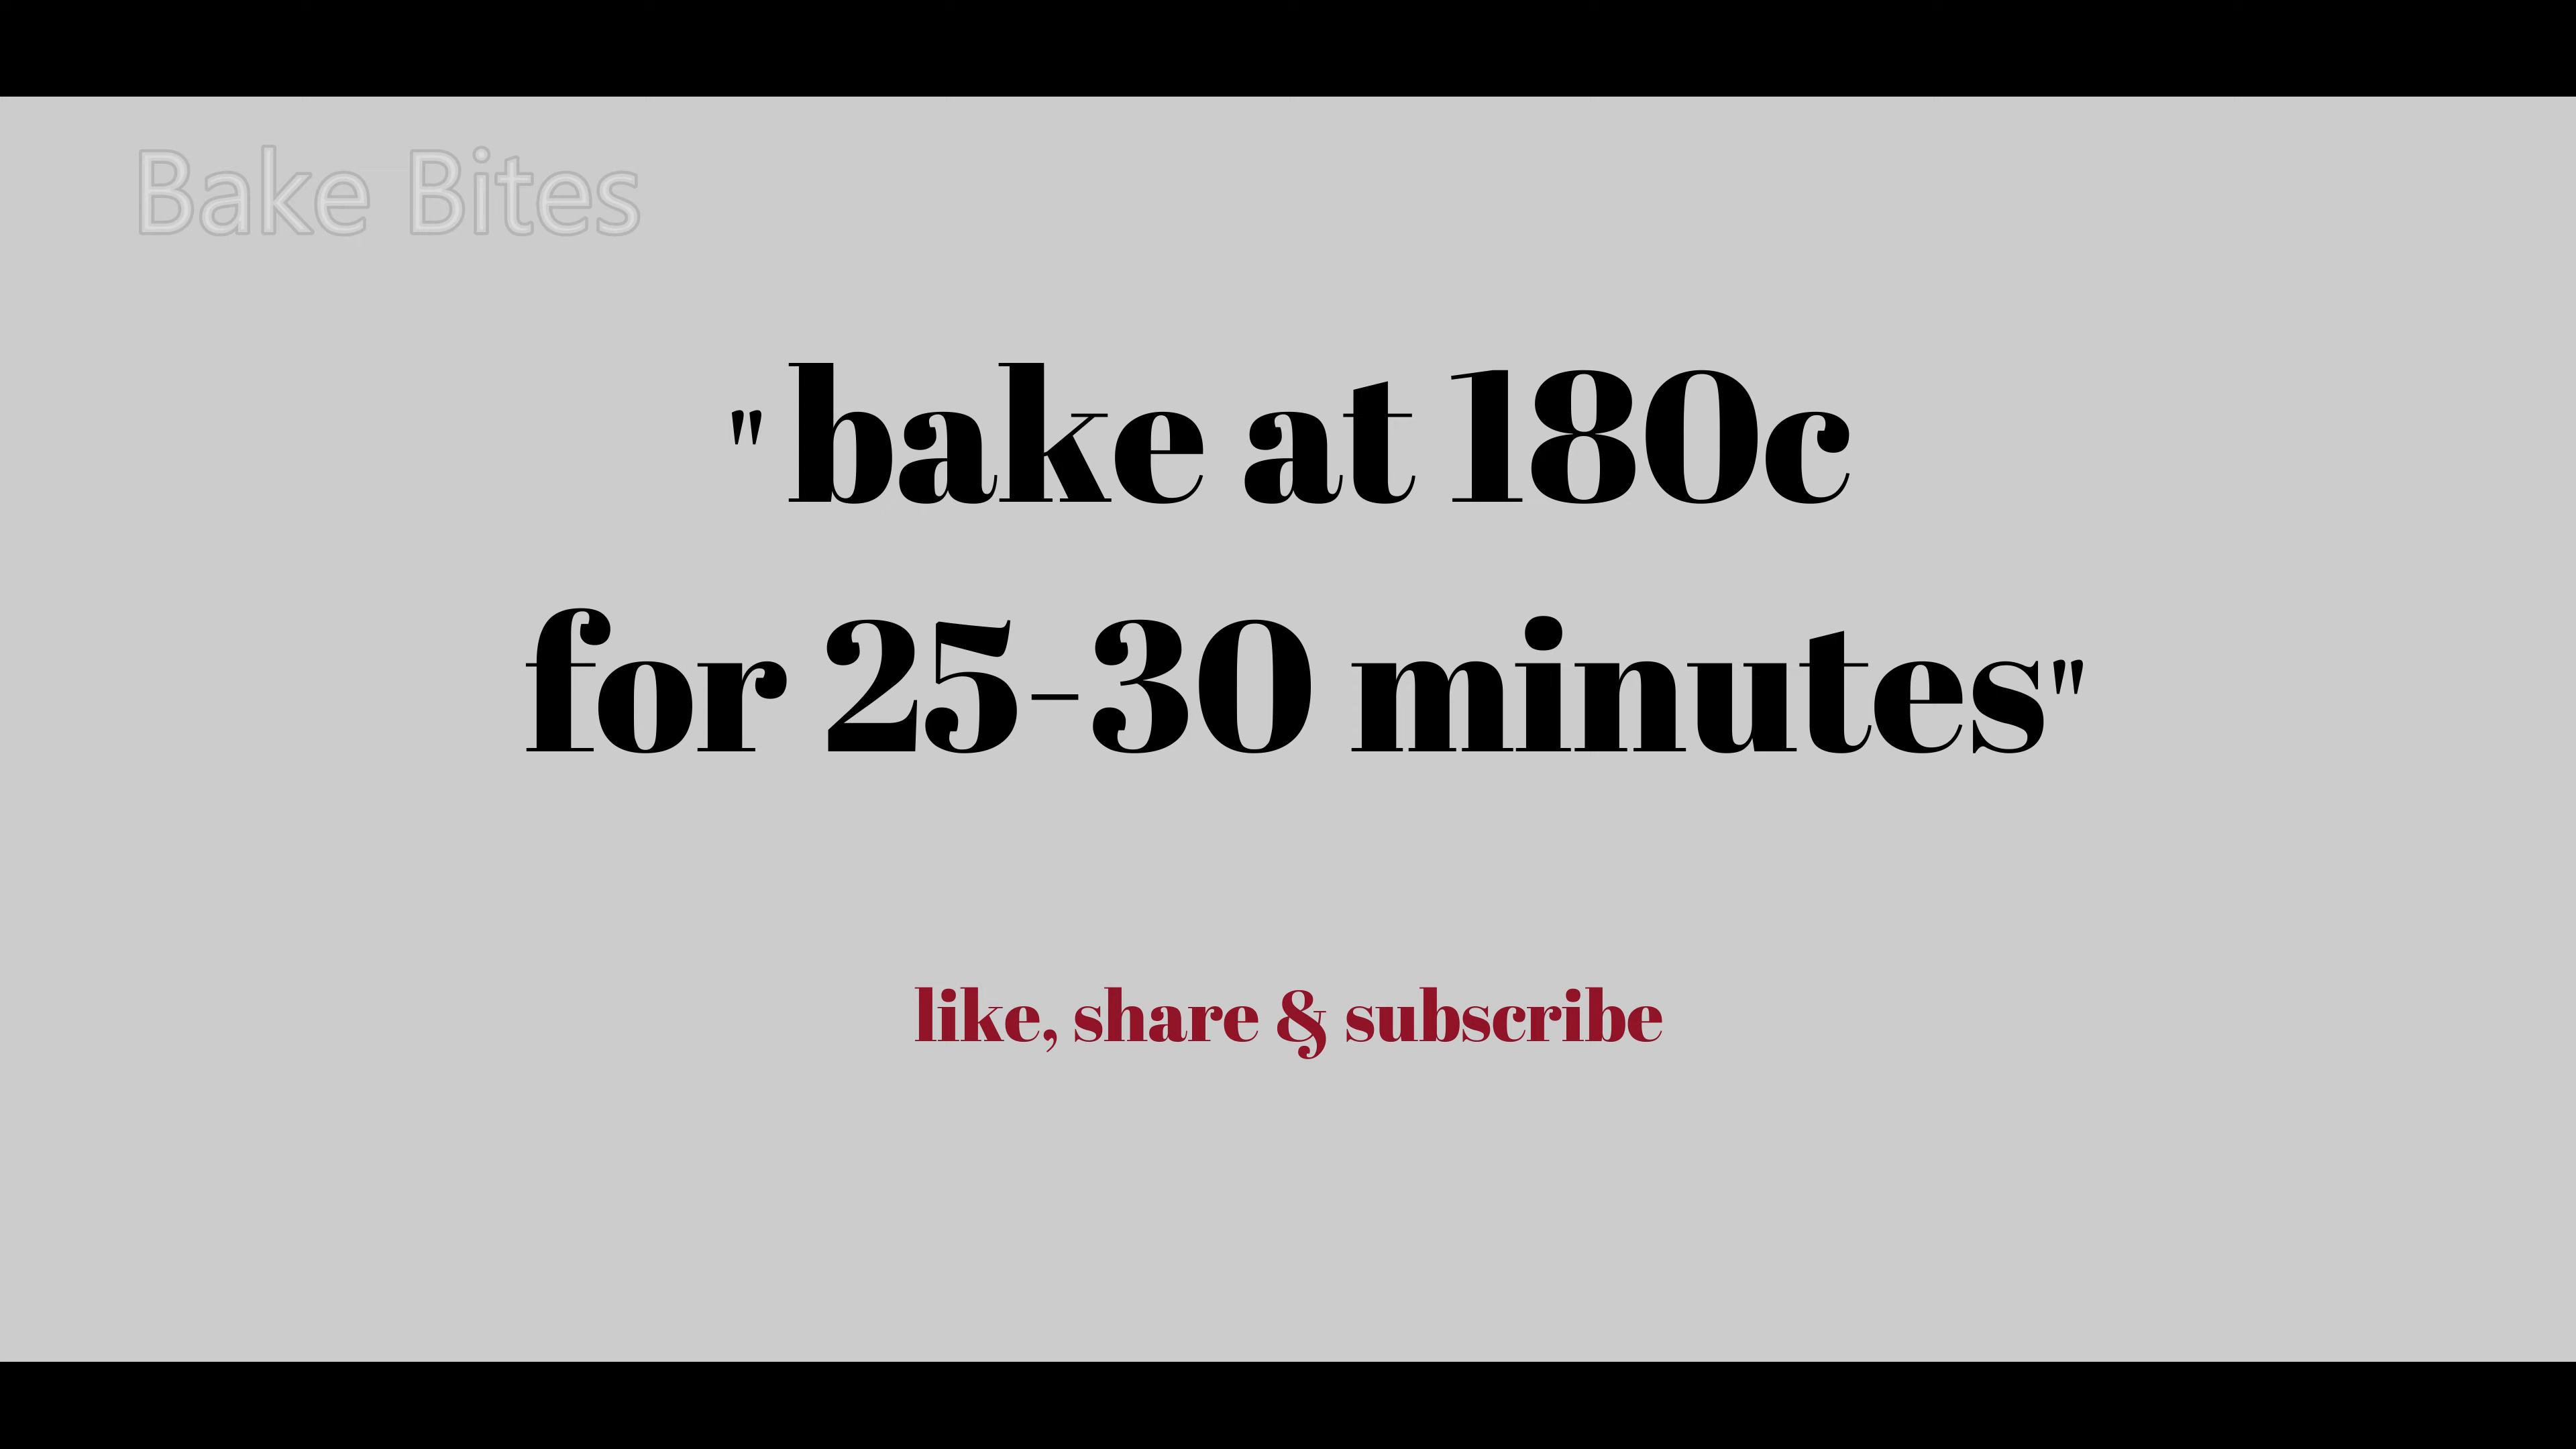 Bake Bites
" bake at 180c
for 25-30 minutes"
like, share & subscribe